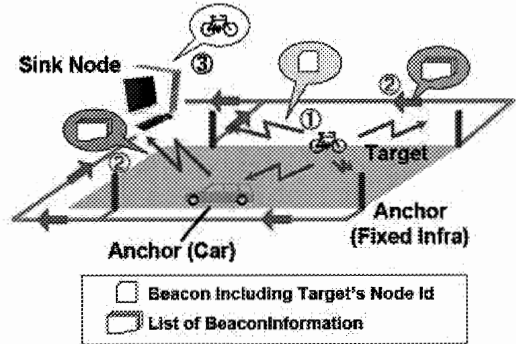 Sink Node
③
②
①
②
Target
Anchor
(Fixed Infra)
Anchor (Car)
Beacon Including Target's Node Id
List of BeaconInformation